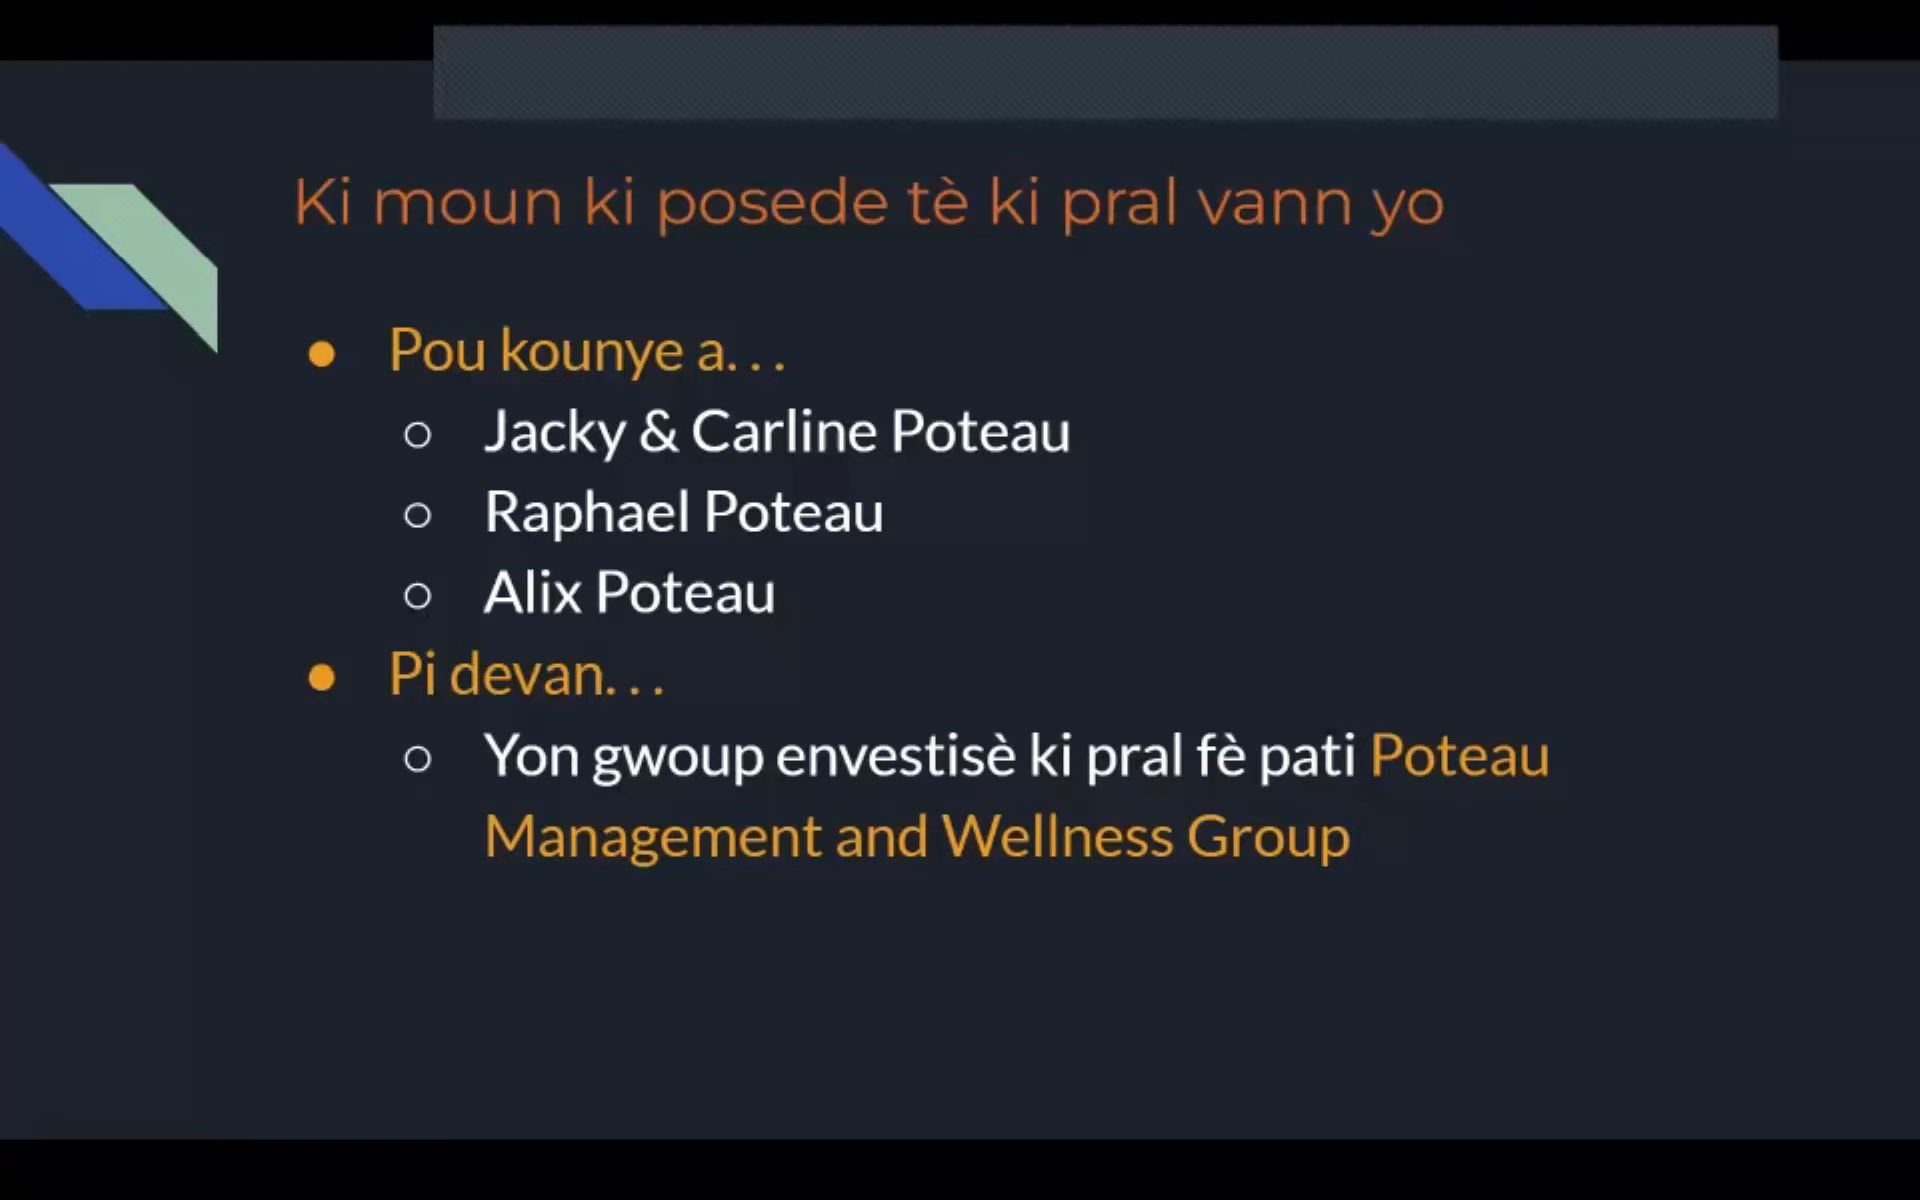 Ki moun ki posede tè ki pral vann yo
● Pou kounye a. . .
○ Jacky & Carline Poteau
○ Raphael Poteau
○ Alix Poteau
● Pi devan. . .
○ Yon gwoup envestisè ki pral fè pati Poteau
Management and Wellness Group